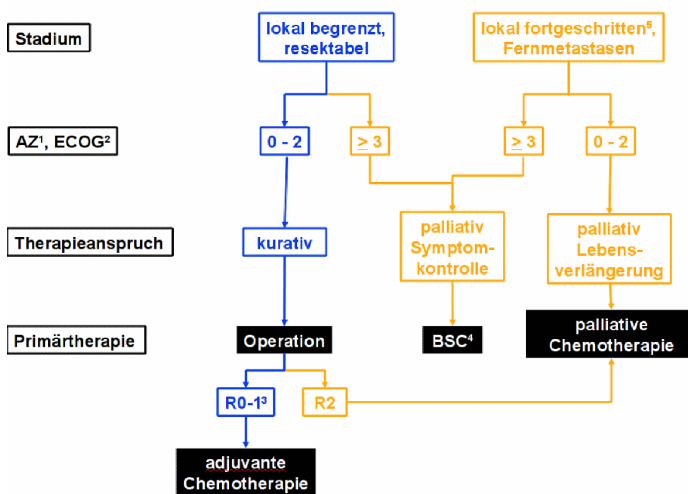 Stadium
lokal begrenzt,
resektabel
lokal fortgeschritten⁵,
Fernmetastasen
AZ¹, ECOG²
0 - 2
≥ 3
≥ 3
0 - 2
Therapieanspruch
kurativ
palliativ
Symptom-
kontrolle
palliativ
Lebens-
verlängerung
Primärtherapie
Operation
BSC⁴
palliative
Chemotherapie
R0-1³
R2
adjuvante
Chemotherapie